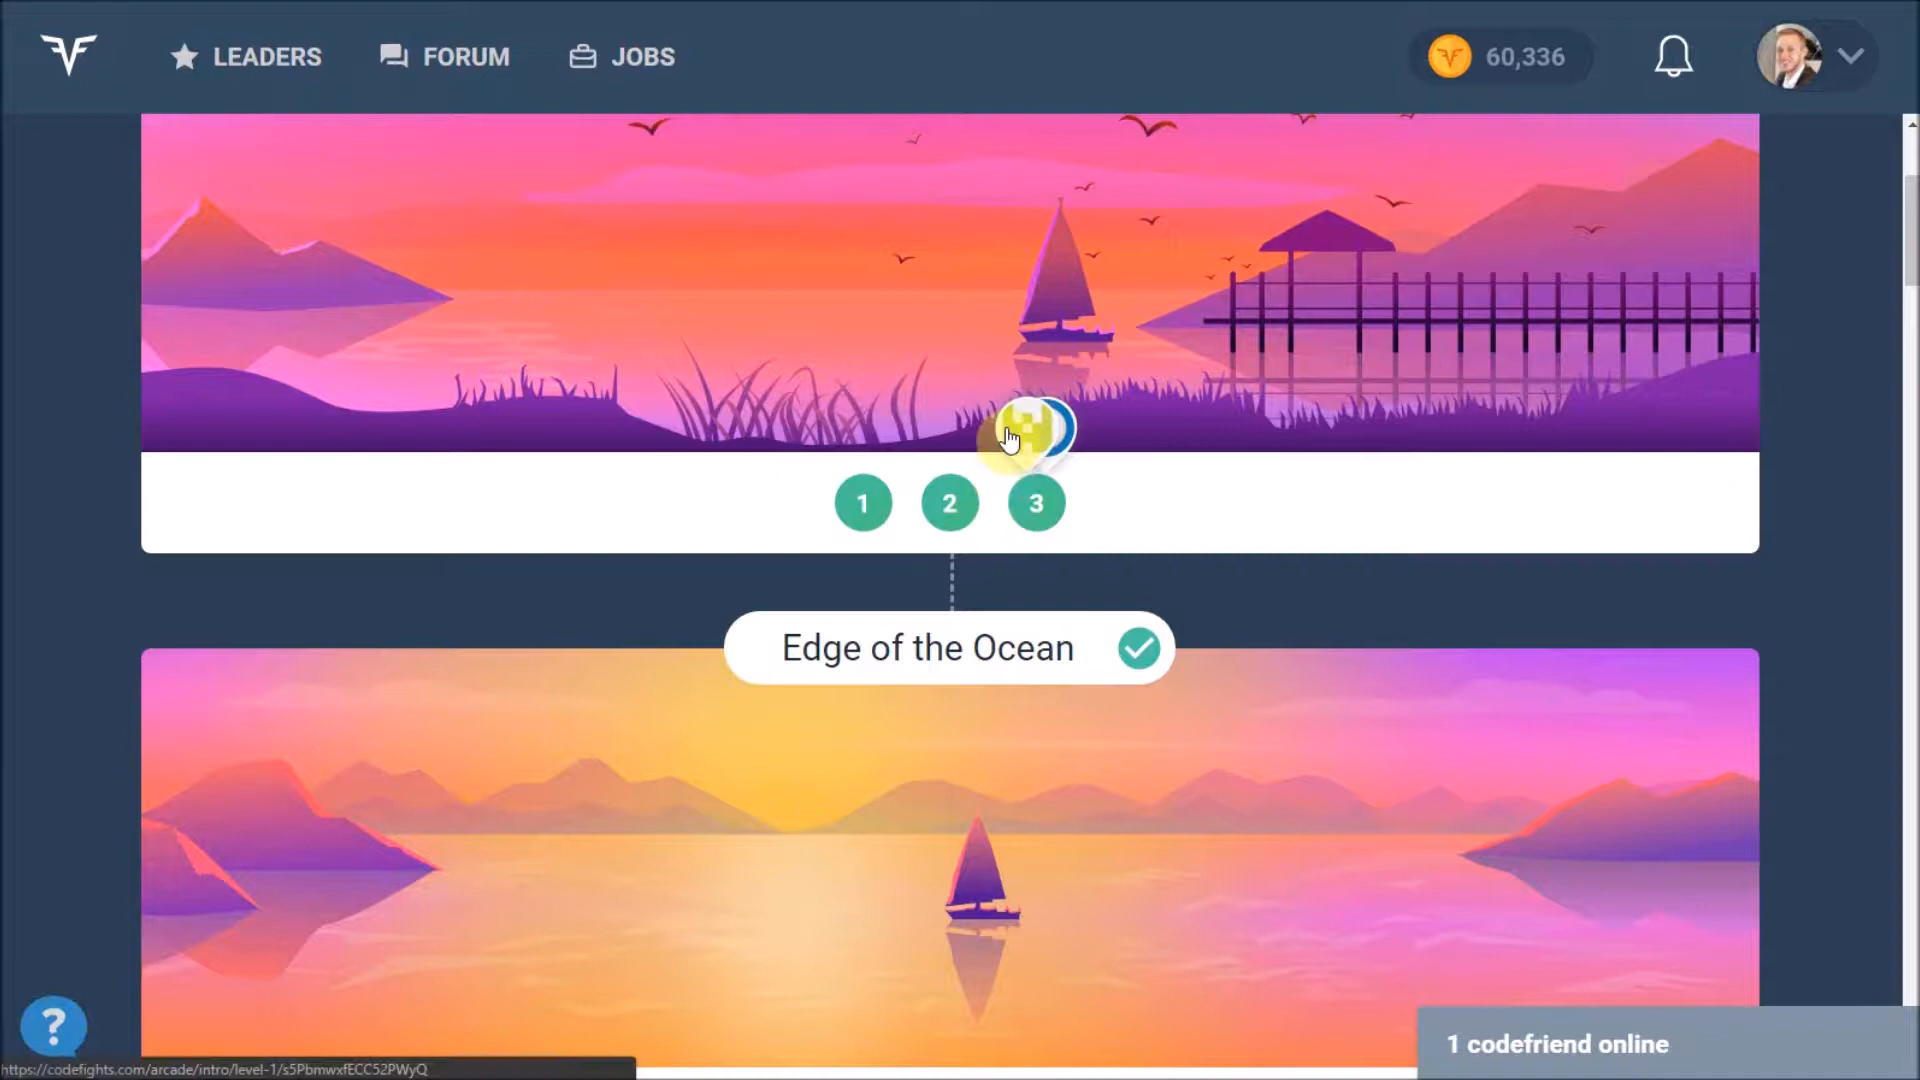 LEADERS FORUM JOBS 60,336
1 2 3
Edge of the Ocean
?
1 codefriend online
https://codefights.com/arcade/intro/level-1/s5PbmwxfECC52PWyQ